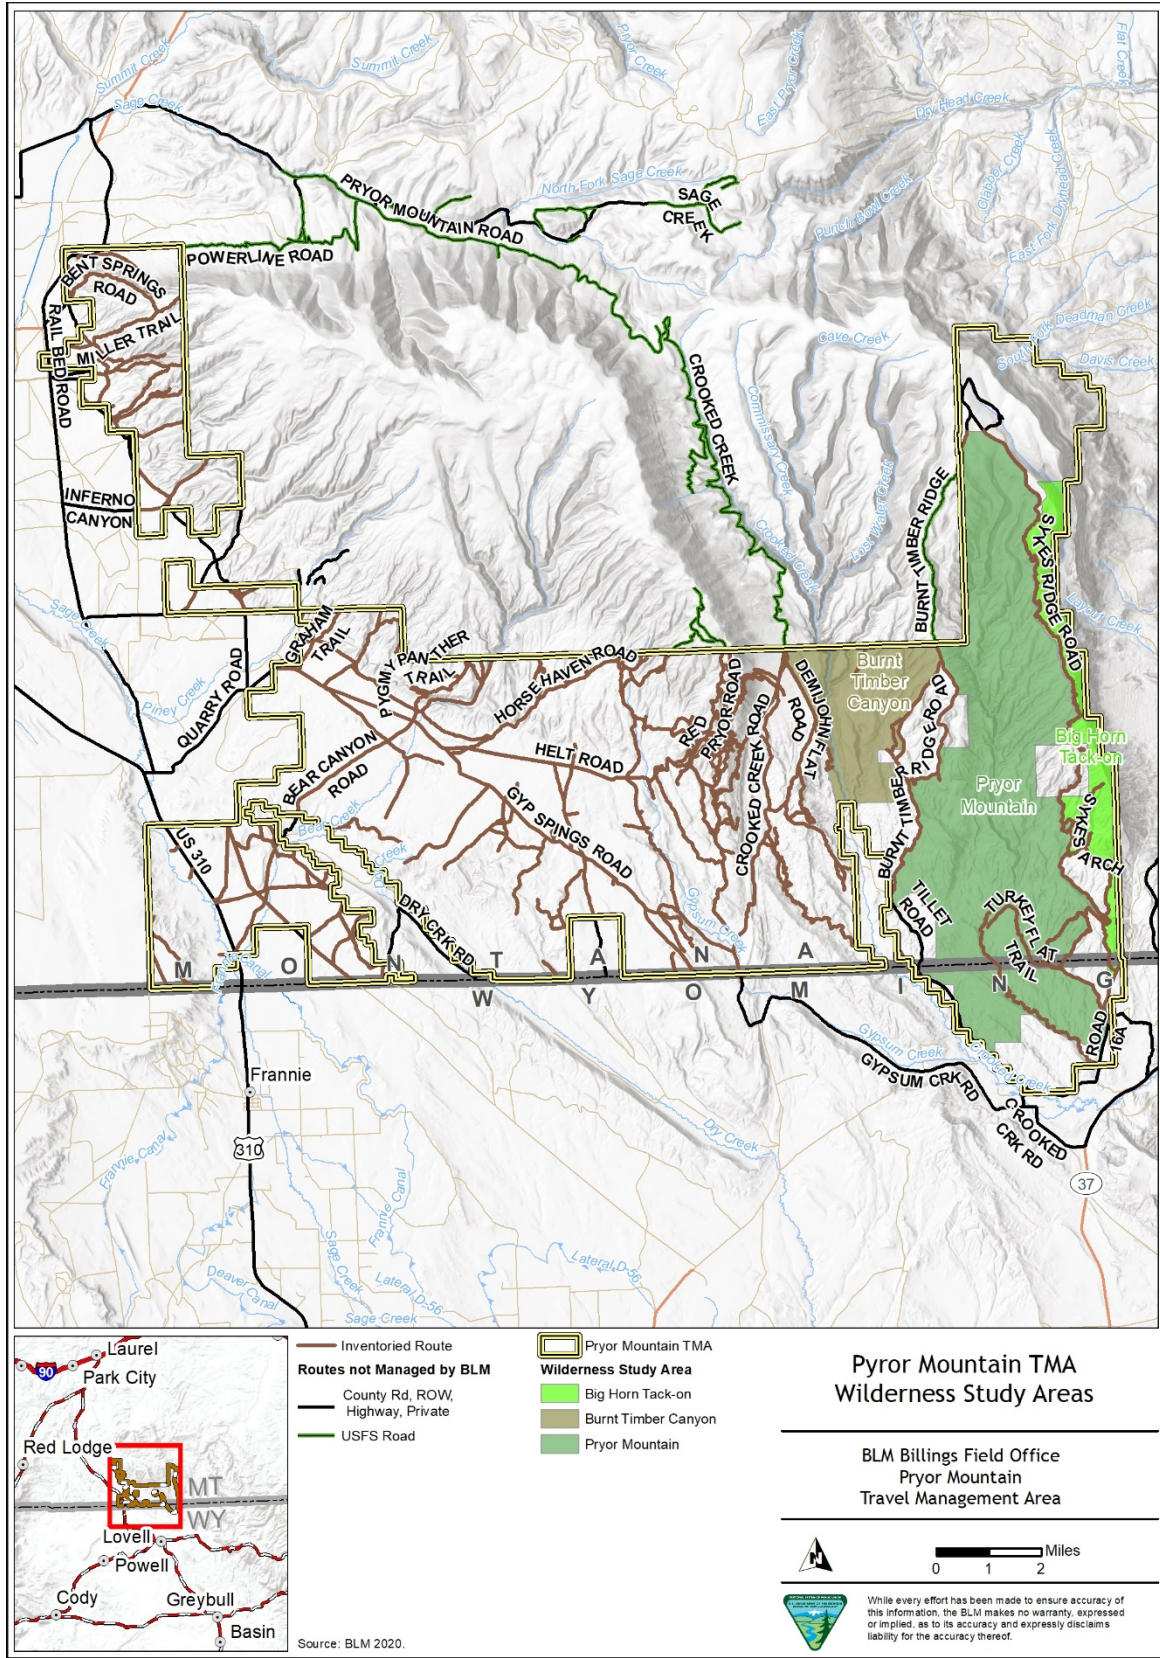 Summit Creek
Summit Creek
Pryor Creek
East Pryor Creek
Flat Creek
Sage Creek
Dry Head Creek
PRYOR MOUNTAIN ROAD
North Fork Sage Creek
SAGE
CREEK
Clabber Creek
Punch Bowl Creek
East Fork Dryhead Creek
POWERLINE ROAD
BENT SPRINGS
ROAD
RAIL BED ROAD
MILLER TRAIL
South Fork Deadman Creek
Cave Creek
Davis Creek
CROOKED CREEK
Commissary Creek
Lost Water Creek
Crooked Creek
BURNT TIMBER RIDGE
INFERNO
CANYON
SYKES RIDGE ROAD
Layout Creek
Sage Creek
GRAHAM
TRAIL
Piney Creek
QUARRY ROAD
PYGMY PANTHER
TRAIL
HORSE HAVEN ROAD
RED
PRYOR ROAD
DEMIJOHN FLAT
ROAD
Burnt
Timber
Canyon
BURNT TIMBER RIDGE ROAD
Big Horn
Tack-on
BEAR CANYON
ROAD
HELT ROAD
Pryor
Mountain
SYKES
ARCH
Bear Creek
GYP SPINGS ROAD
CROOKED CREEK ROAD
US 310
DRY CRK RD
Gypsum Creek
TILLET
ROAD
TURKEY FLAT
TRAIL
Frannie Canal
M O N T A N A
W Y O M I N G
ROAD
16A
Gypsum Creek
Crooked Creek
GYPSUM CRK RD
CROOKED
CRK RD
Frannie
310
Dry Creek
37
Frannie Canal
Frannie Canal
Sage Creek
Lateral D-56
Lateral D-56
Deaver Canal
Sage Creek
Laurel
90
Park City
Red Lodge
MT
WY
Lovell
Powell
Cody
Greybull
Basin
Inventoried Route
Routes not Managed by BLM
County Rd, ROW,
Highway, Private
USFS Road
Source: BLM 2020.
Pryor Mountain TMA
Wilderness Study Area
Big Horn Tack-on
Burnt Timber Canyon
Pryor Mountain
Pyror Mountain TMA
Wilderness Study Areas
BLM Billings Field Office
Pryor Mountain
Travel Management Area
N
Miles
0 1 2
While every effort has been made to ensure accuracy of
this information, the BLM makes no warranty, expressed
or implied, as to its accuracy and expressly disclaims
liability for the accuracy thereof.